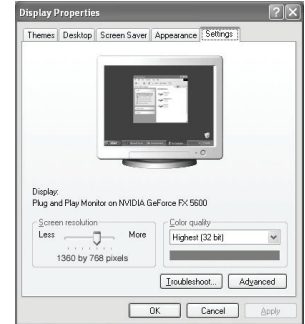 Display Properties
Themes
Desktop
Screen Saver
Appearance
Settings
Display:
Plug and Play Monitor on NVIDIA GeForce FX 5600
Screen resolution
Less
More
1360 by 768 pixels
Color quality
Highest (32 bit)
Troubleshoot...
Advanced
OK
Cancel
Apply